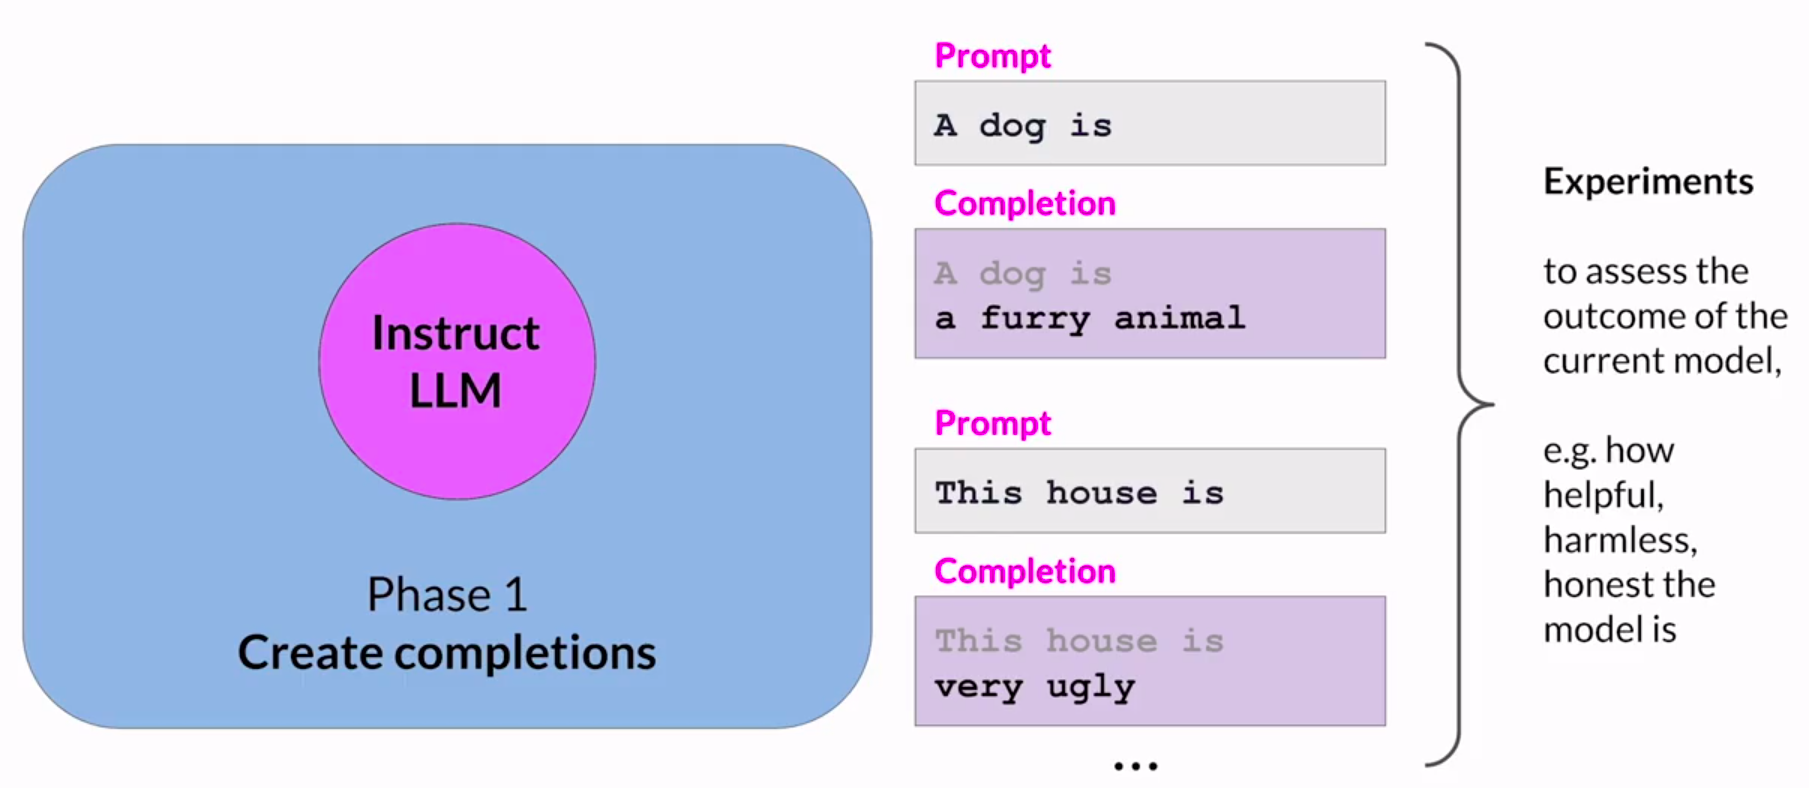 Instruct
LLM
Phase 1
Create completions
Prompt
A dog is
Completion
A dog is
a furry animal
Prompt
This house is
Completion
This house is
very ugly
...
Experiments
to assess the
outcome of the
current model,
e.g. how
helpful,
harmless,
honest the
model is